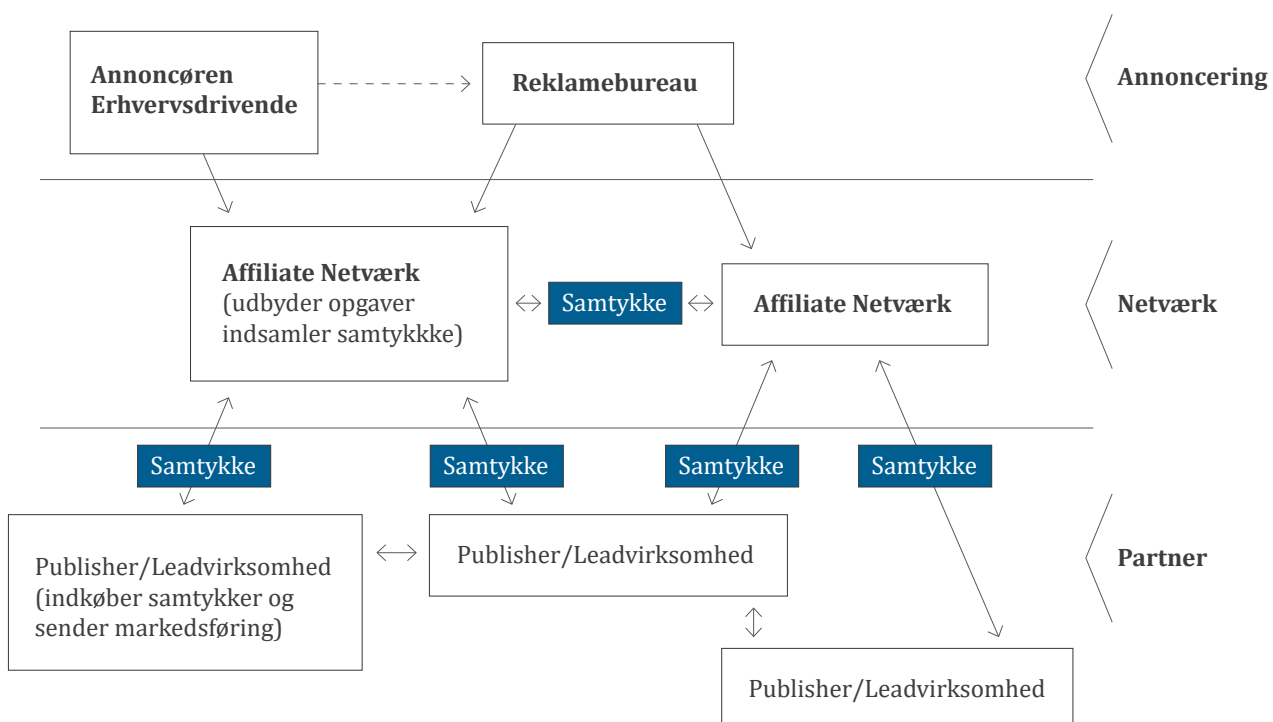 Annoncøren
Erhvervsdrivende
Reklamebureau
Annoncering
Affiliate Netværk
(udbyder opgaver
indsamler samtykkke)
Samtykke
Affiliate Netværk
Netværk
Samtykke
Samtykke
Samtykke
Samtykke
Publisher/Leadvirksomhed
(indkøber samtykker og
sender markedsføring)
Publisher/Leadvirksomhed
Partner
Publisher/Leadvirksomhed